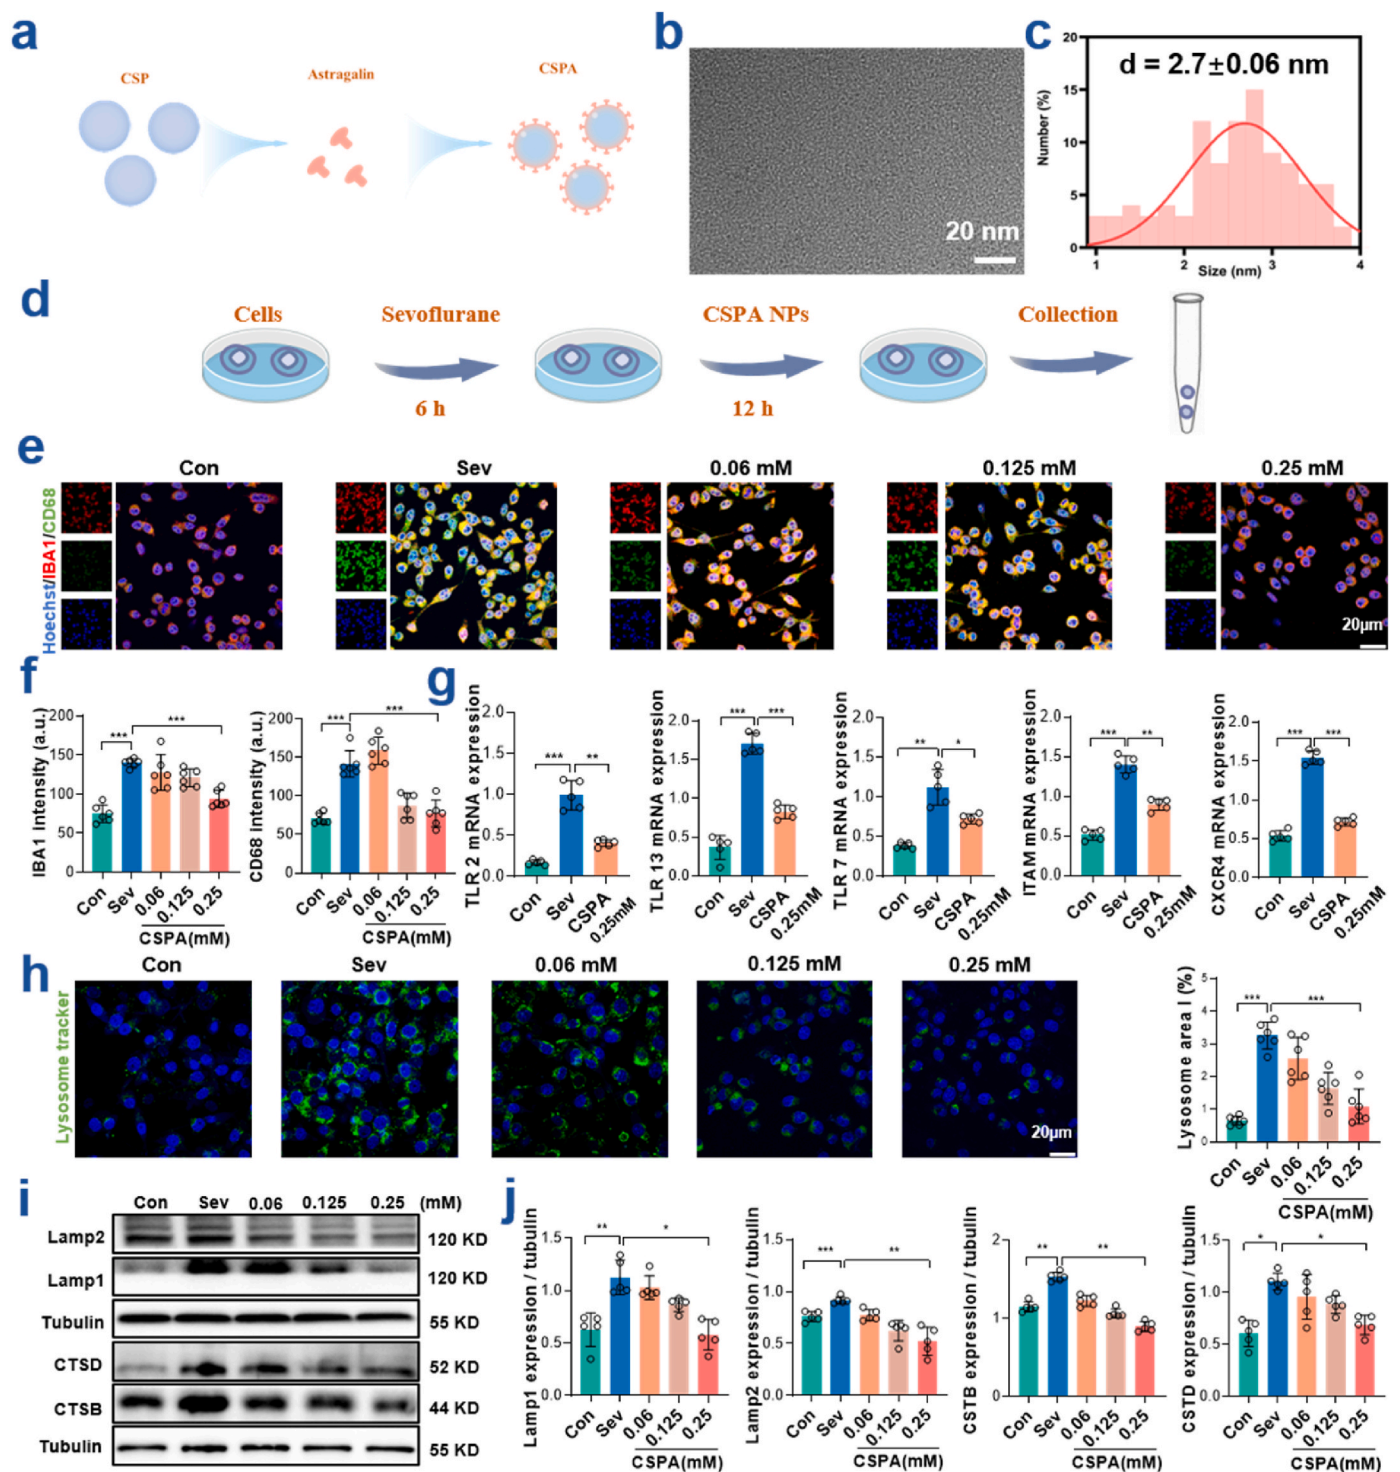 a
CSP
Astragalin
CSPA
b
20 nm
c
d = 2.7±0.06 nm
Number (%)
20
15
10
5
0
1 2 3 4
Size (nm)
d
Cells
Sevoflurane
6 h
CSPA NPs
12 h
Collection
e
Hoechst/IBA1/CD68
Con
Sev
0.06 mM
0.125 mM
0.25 mM
20μm
f
IBA1 Intensity (a.u.)
200
150
100
50
0
*** ***
Con Sev 0.06 0.125 0.25
CSPA(mM)
CD68 Intensity (a.u.)
200
150
100
50
0
*** ***
Con Sev 0.06 0.125 0.25
CSPA(mM)
g
TLR 2 mRNA expression
2.0
1.5
1.0
0.5
0.0
*** **
Con Sev CSPA 0.25mM
TLR 13 mRNA expression
2.0
1.5
1.0
0.5
0.0
*** ***
Con Sev CSPA 0.25mM
TLR 7 mRNA expression
2.0
1.5
1.0
0.5
0.0
** *
Con Sev CSPA 0.25mM
ITAM mRNA expression
2.0
1.5
1.0
0.5
0.0
*** **
Con Sev CSPA 0.25mM
CXCR4 mRNA expression
2.0
1.5
1.0
0.5
0.0
*** ***
Con Sev CSPA 0.25mM
h
Lysosome tracker
Con
Sev
0.06 mM
0.125 mM
0.25 mM
20μm
Lysosome area I (%)
5
4
3
2
1
0
*** ***
Con Sev 0.06 0.125 0.25
CSPA(mM)
i
Con Sev 0.06 0.125 0.25 (mM)
Lamp2 120 KD
Lamp1 120 KD
Tubulin 55 KD
CTSD 52 KD
CTSB 44 KD
Tubulin 55 KD
j
Lamp1 expression / tubulin
1.5
1.0
0.5
0.0
** *
Con Sev 0.06 0.125 0.25
CSPA(mM)
Lamp2 expression / tubulin
1.5
1.0
0.5
0.0
*** **
Con Sev 0.06 0.125 0.25
CSPA(mM)
CSTB expression / tubulin
2
1
0
** **
Con Sev 0.06 0.125 0.25
CSPA(mM)
CSTD expression / tubulin
1.5
1.0
0.5
0.0
* *
Con Sev 0.06 0.125 0.25
CSPA(mM)